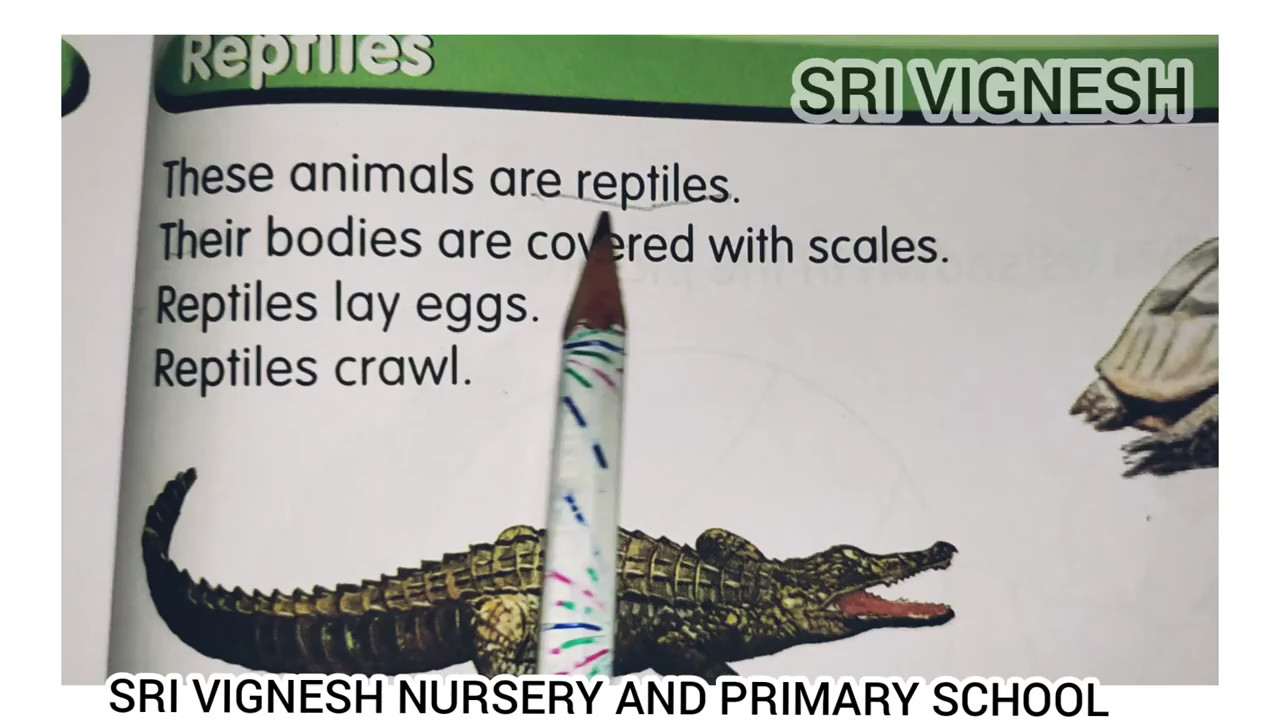 Reptiles
SRI VIGNESH
These animals are reptiles.
Their bodies are covered with scales.
Reptiles lay eggs.
Reptiles crawl.
SRI VIGNESH NURSERY AND PRIMARY SCHOOL